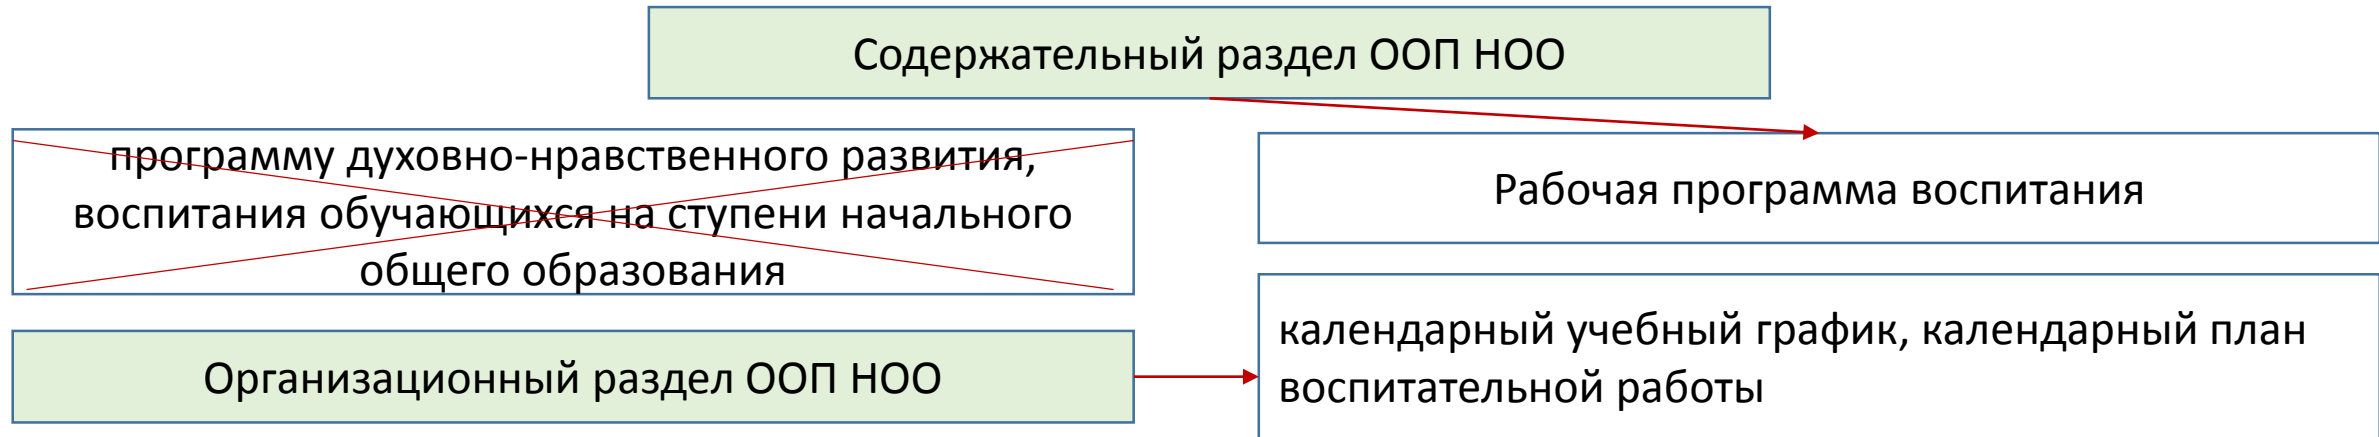 Содержательный раздел ООП НОО
программу духовно-нравственного развития,
воспитания обучающихся на ступени начального
общего образования
Рабочая программа воспитания
Организационный раздел ООП НОО
календарный учебный график, календарный план
воспитательной работы